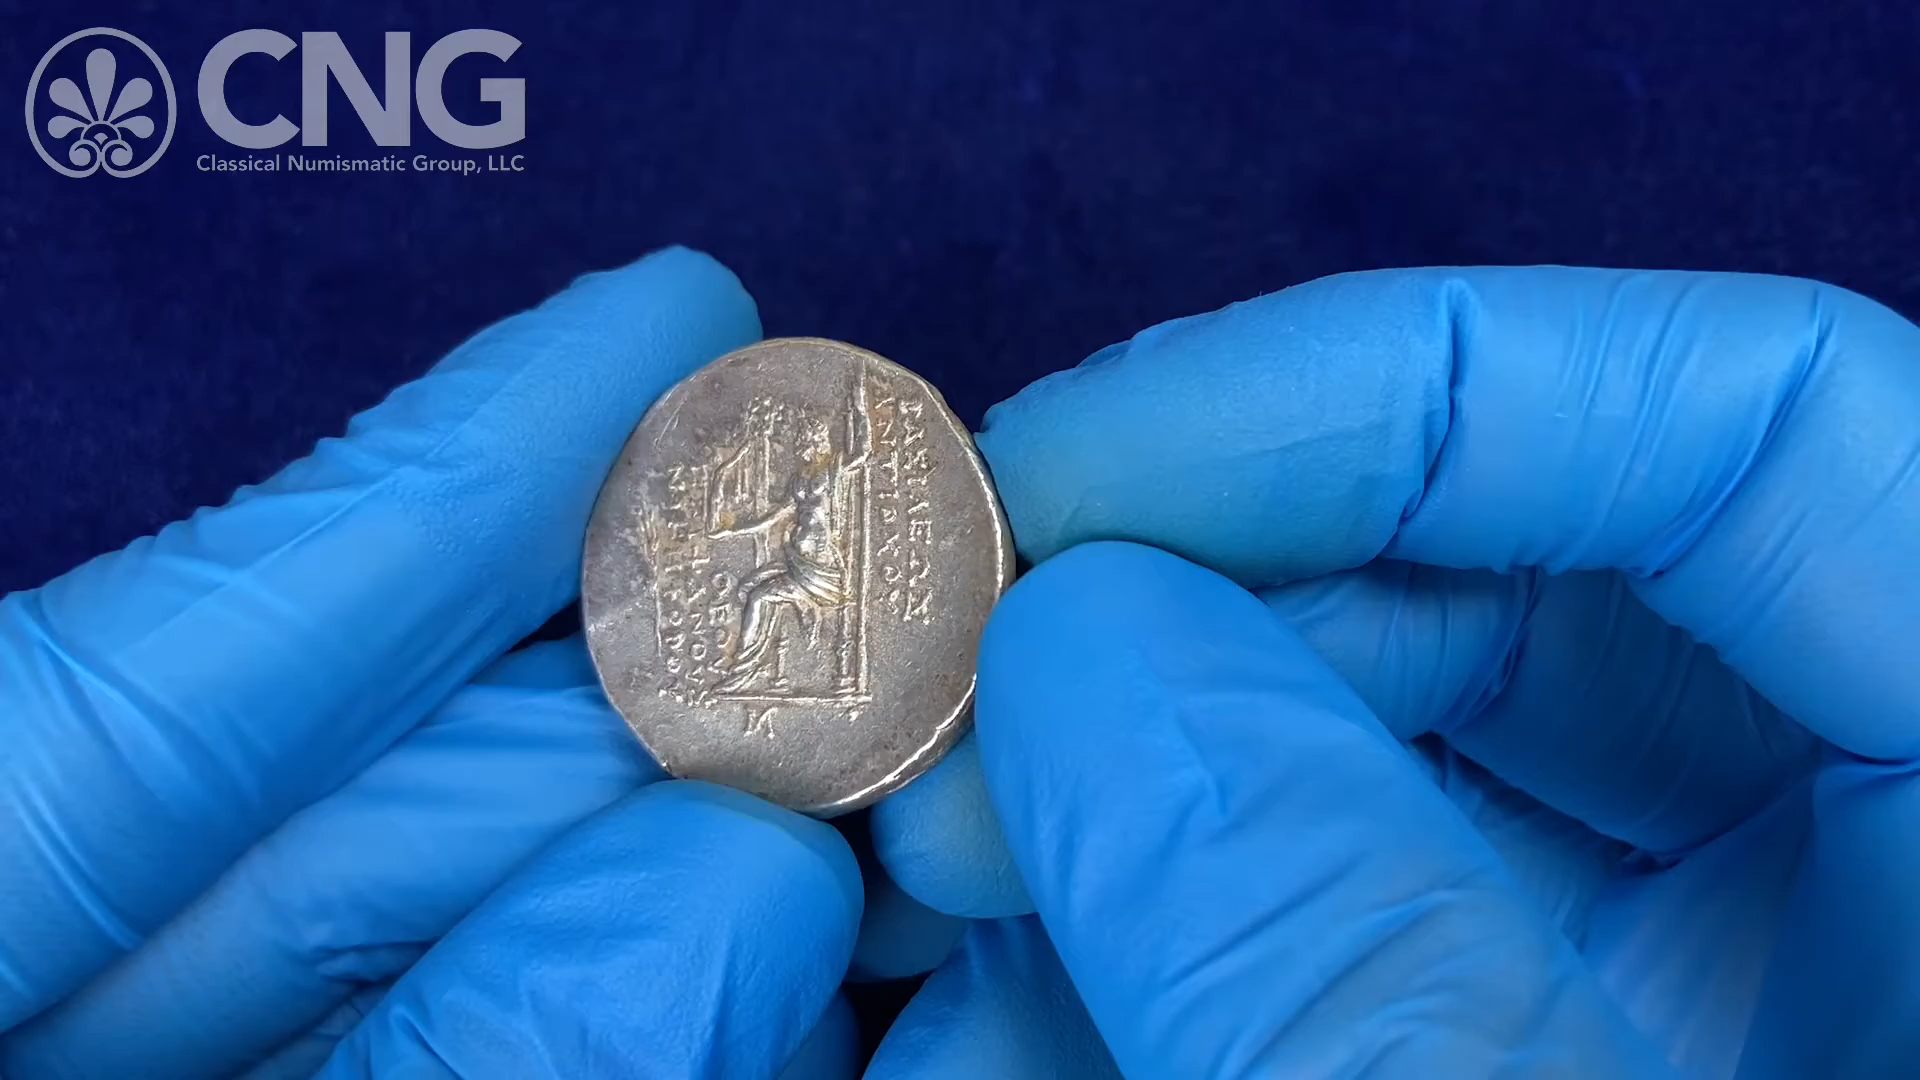 CNG
Classical Numismatic Group, LLC
ΒΑΣΙΛΕΩΣ
ΑΝΤΙΟΧΟΥ
ΘΕΟΥ
ΕΠΙΦΑΝΟΥΣ
ΝΙΚΗΦΟΡΟΥ